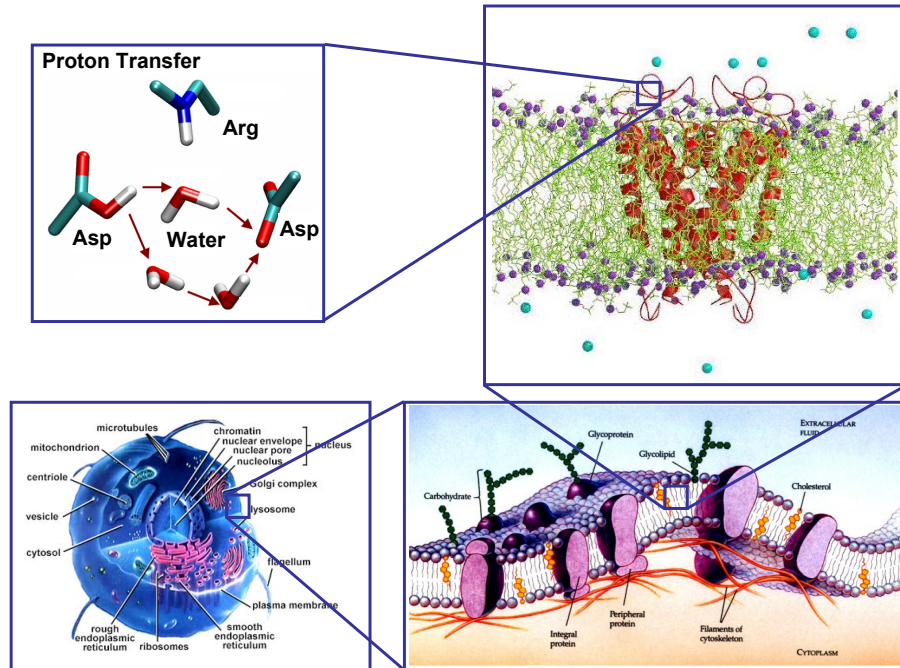 Proton Transfer
Arg
Asp
Water
Asp
microtubules
chromatin
nuclear envelope
nucleus
nuclear pore
nucleolus
mitochondrion
Golgi complex
centriole
lysosome
vesicle
cytosol
flagellum
plasma membrane
rough
endoplasmic
reticulum
ribosomes
smooth
endoplasmic
reticulum
EXTRACELLULAR
FLUID
Glycoprotein
Glycolipid
Carbohydrate
Cholesterol
Integral
protein
Peripheral
protein
Filaments of
cytoskeleton
CYTOPLASM